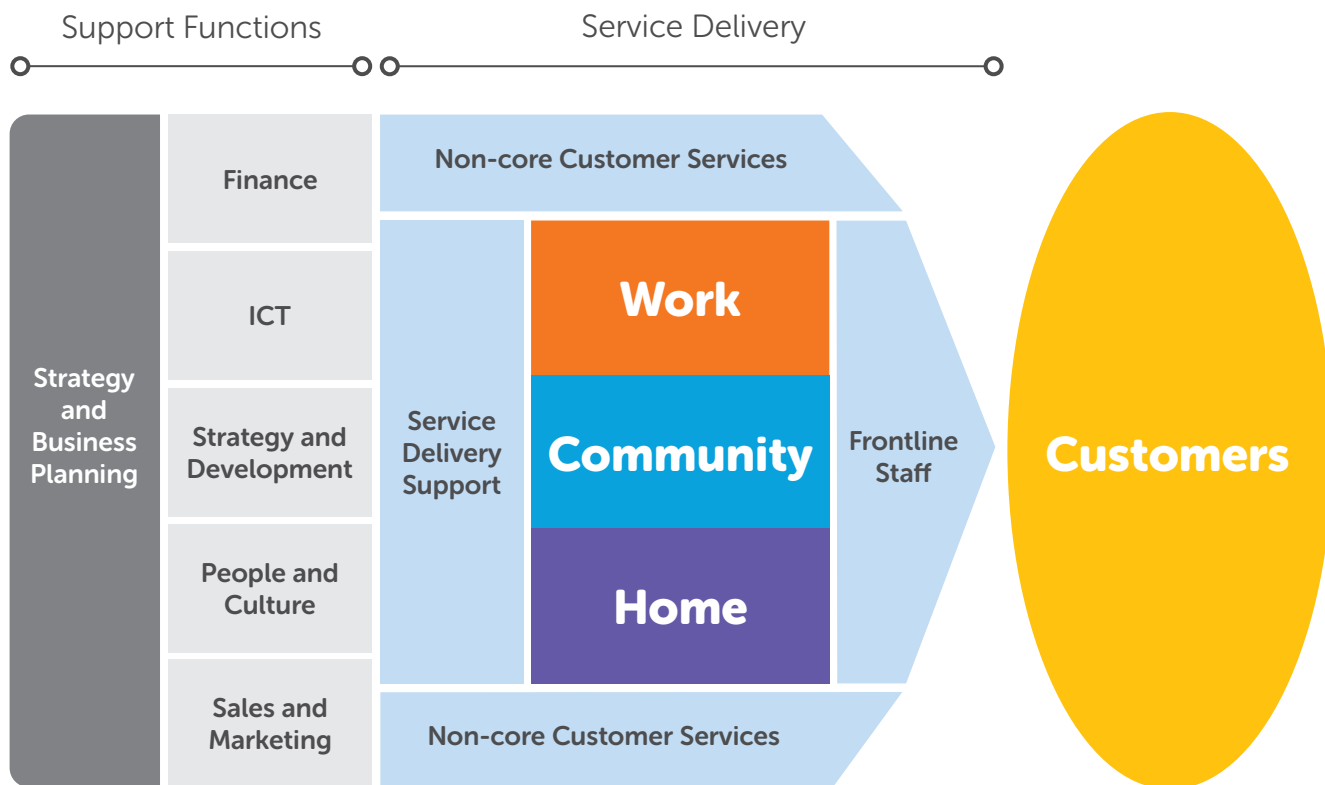 Support Functions
Service Delivery
Strategy
and
Business
Planning
Finance
ICT
Strategy and
Development
People and
Culture
Sales and
Marketing
Non-core Customer Services
Service
Delivery
Support
Work
Community
Home
Frontline
Staff
Non-core Customer Services
Customers